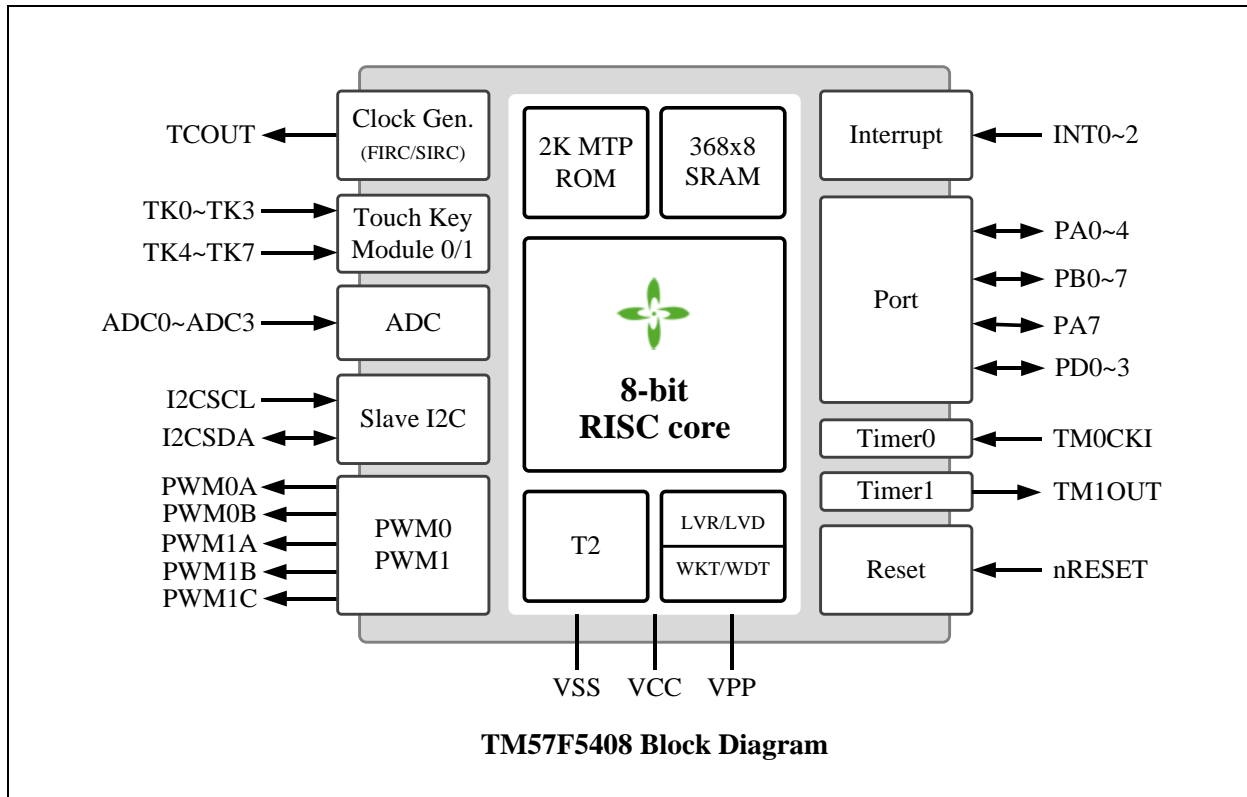 TCOUT
Clock Gen.
(FIRC/SIRC)
TK0~TK3
TK4~TK7
Touch Key
Module 0/1
ADC0~ADC3
ADC
I2CSCL
I2CSDA
Slave I2C
PWM0A
PWM0B
PWM1A
PWM1B
PWM1C
PWM0
PWM1
2K MTP
ROM
368x8
SRAM
8-bit
RISC core
T2
LVR/LVD
WKT/WDT
Interrupt
INT0~2
Port
PA0~4
PB0~7
PA7
PD0~3
Timer0
TM0CKI
Timer1
TM1OUT
Reset
nRESET
VSS
VCC
VPP
TM57F5408 Block Diagram